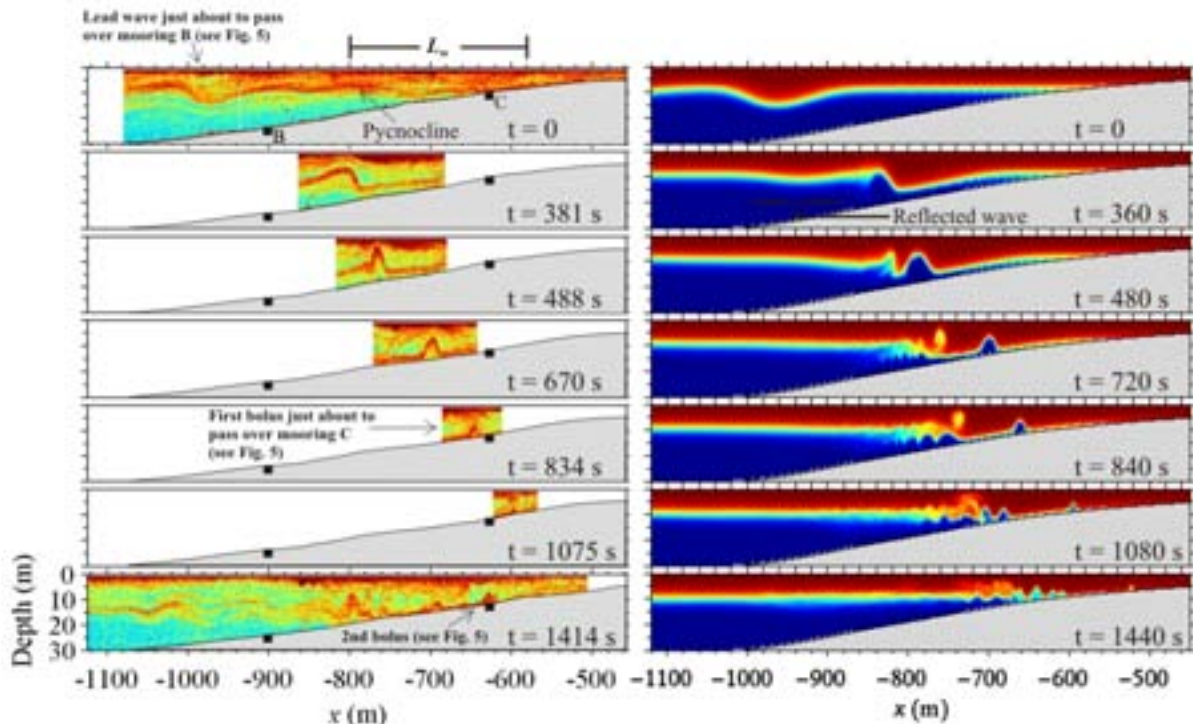 Lead wave just about to pass
over mooring B (see Fig. 5)
Lw
B
C
Pycnocline
t = 0
t = 0
t = 381 s
Reflected wave
t = 360 s
t = 488 s
t = 480 s
t = 670 s
t = 720 s
First bolus just about to
pass over mooring C
(see Fig. 5)
t = 834 s
t = 840 s
t = 1075 s
t = 1080 s
Depth (m)
0
10
20
30
2nd bolus (see Fig. 5)
t = 1414 s
t = 1440 s
-1100 -1000 -900 -800 -700 -600 -500
-1100 -1000 -900 -800 -700 -600 -500
x (m)
x (m)